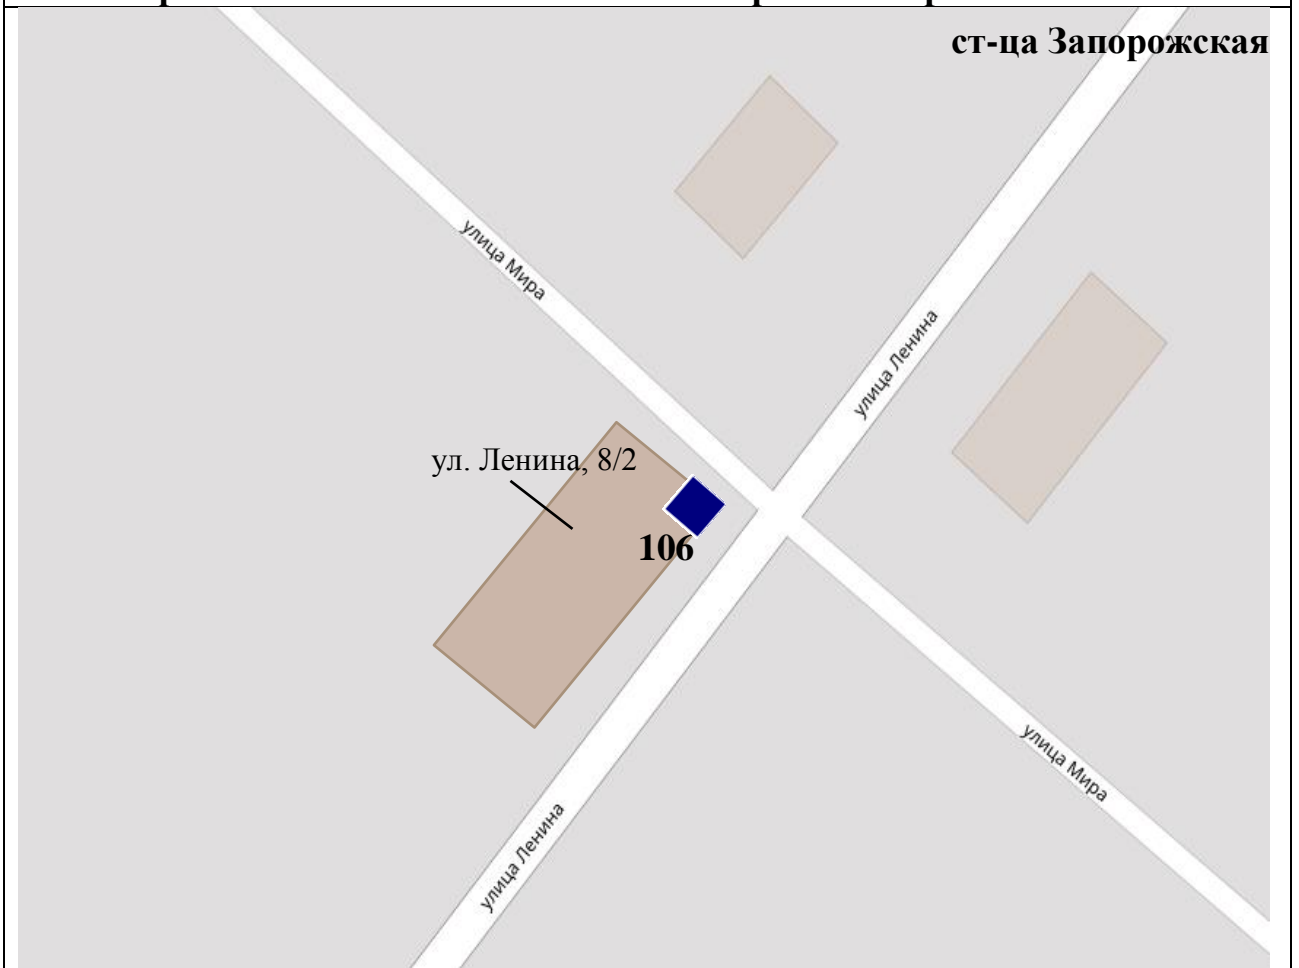 ст-ца Запорожская
улица Мира
улица Ленина
ул. Ленина, 8/2
106
улица Мира
улица Ленина